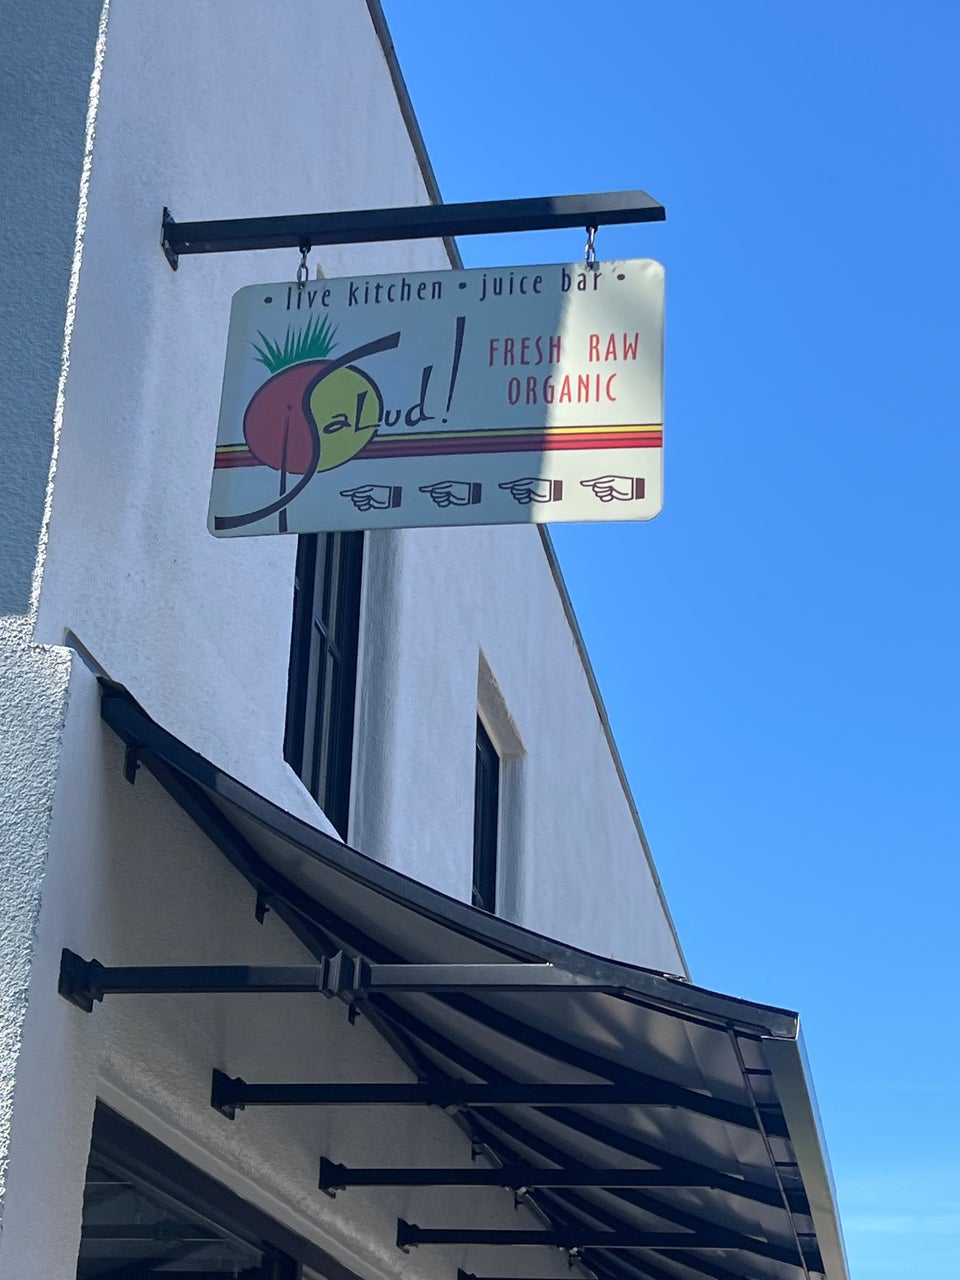 • live kitchen • juice bar •
¡Salud!
FRESH RAW
ORGANIC